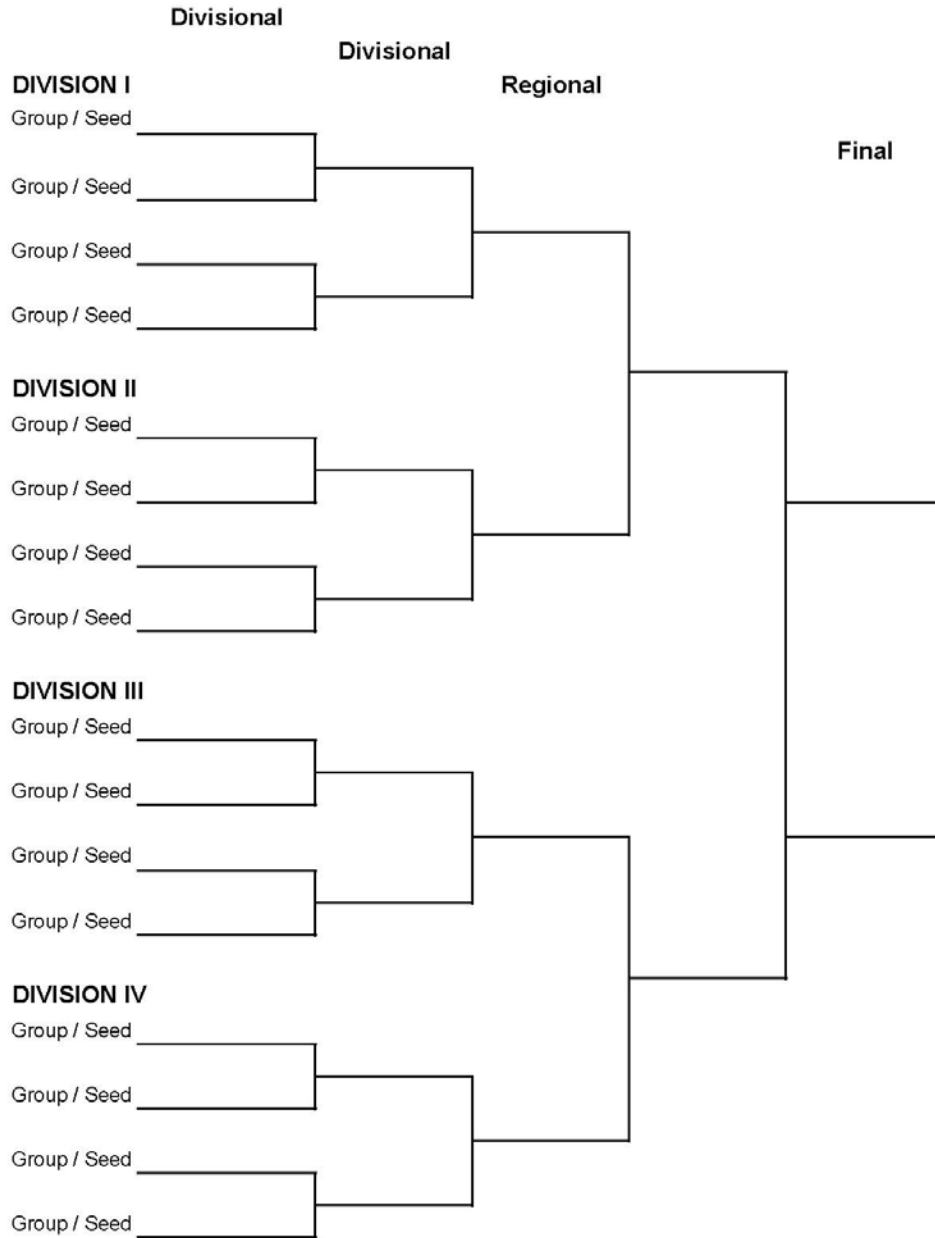 Divisional
Divisional
DIVISION I
Regional
Group / Seed
Final
Group / Seed
Group / Seed
Group / Seed
DIVISION II
Group / Seed
Group / Seed
Group / Seed
Group / Seed
DIVISION III
Group / Seed
Group / Seed
Group / Seed
Group / Seed
DIVISION IV
Group / Seed
Group / Seed
Group / Seed
Group / Seed